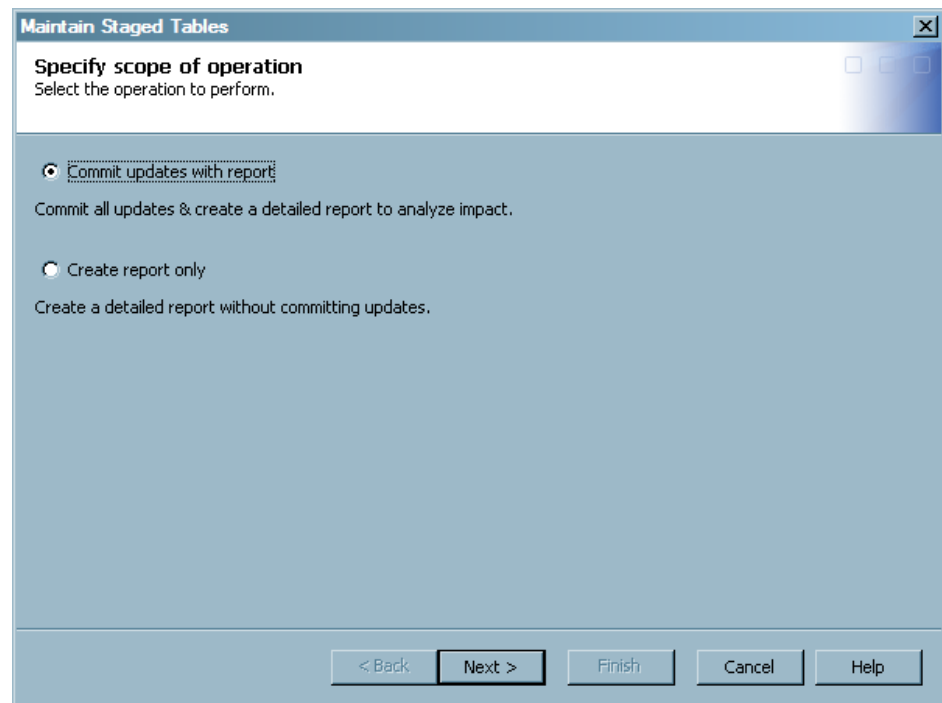 Maintain Staged Tables
Specify scope of operation
Select the operation to perform.
Commit updates with report
Commit all updates & create a detailed report to analyze impact.
Create report only
Create a detailed report without committing updates.
< Back Next > Finish Cancel Help